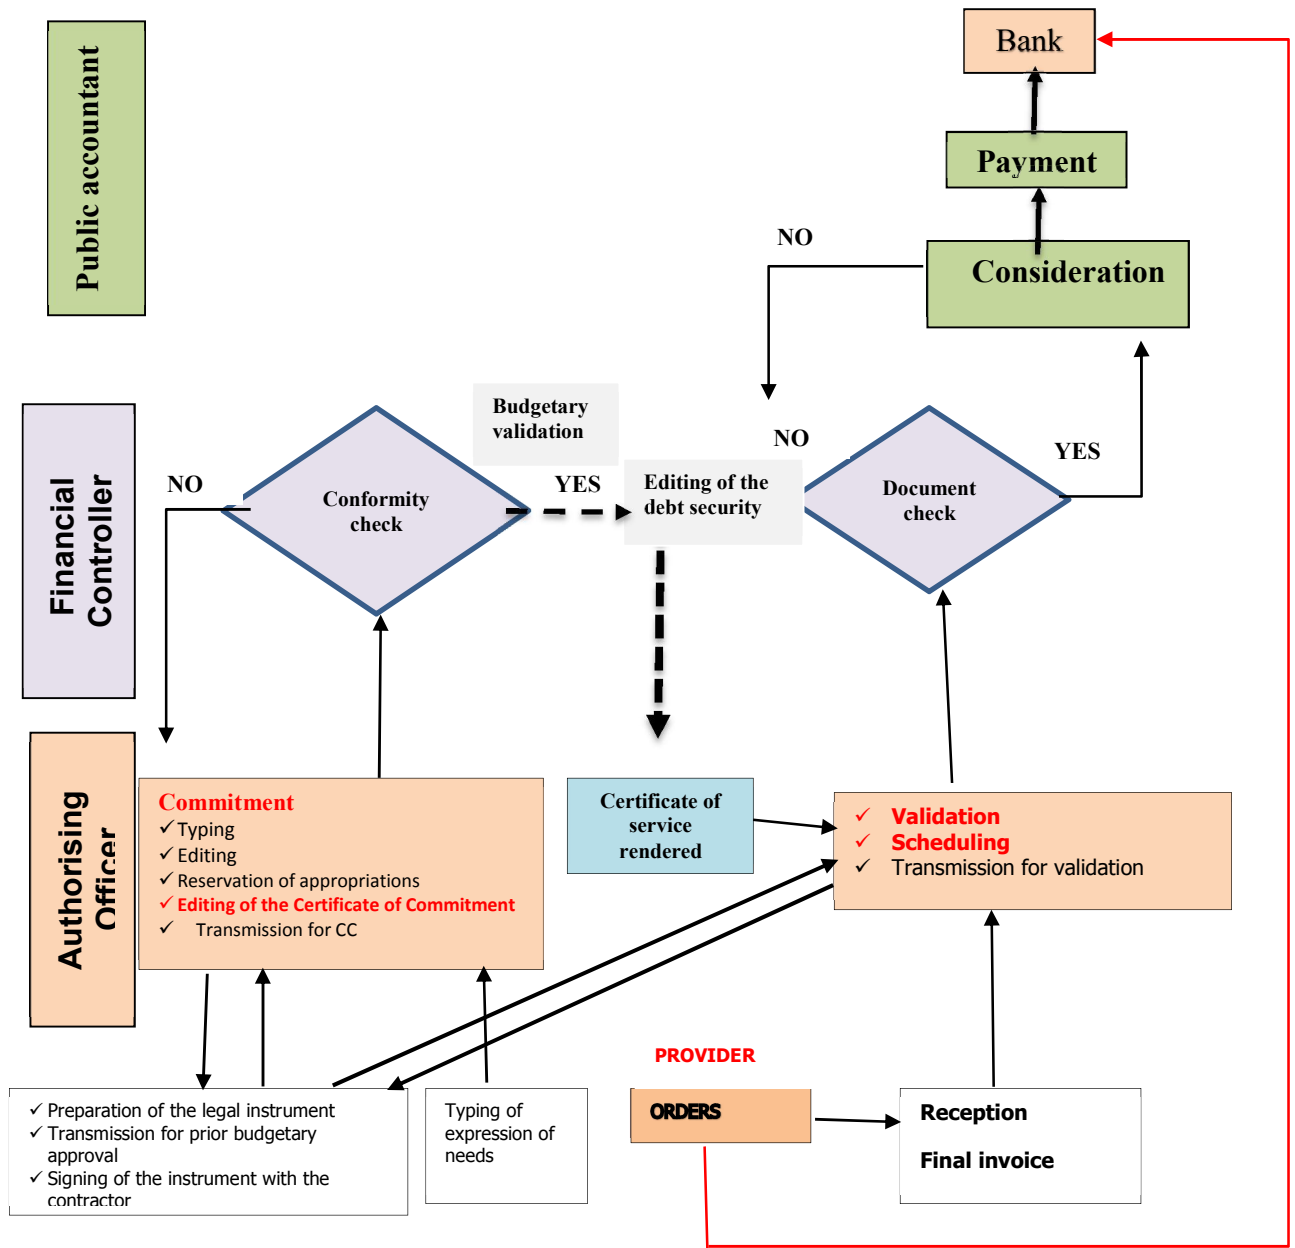 Public accountant
Bank
Payment
NO
Consideration
Financial
Controller
Budgetary
validation
NO
YES
NO
YES
Conformity
check
Editing of the
debt security
Document
check
Authorising
Officer
Commitment
✓ Typing
✓ Editing
✓ Reservation of appropriations
✓ Editing of the Certificate of Commitment
✓ Transmission for CC
Certificate of
service
rendered
✓ Validation
✓ Scheduling
✓ Transmission for validation
PROVIDER
✓ Preparation of the legal instrument
✓ Transmission for prior budgetary
approval
✓ Signing of the instrument with the
contractor
Typing of
expression of
needs
ORDERS
Reception
Final invoice